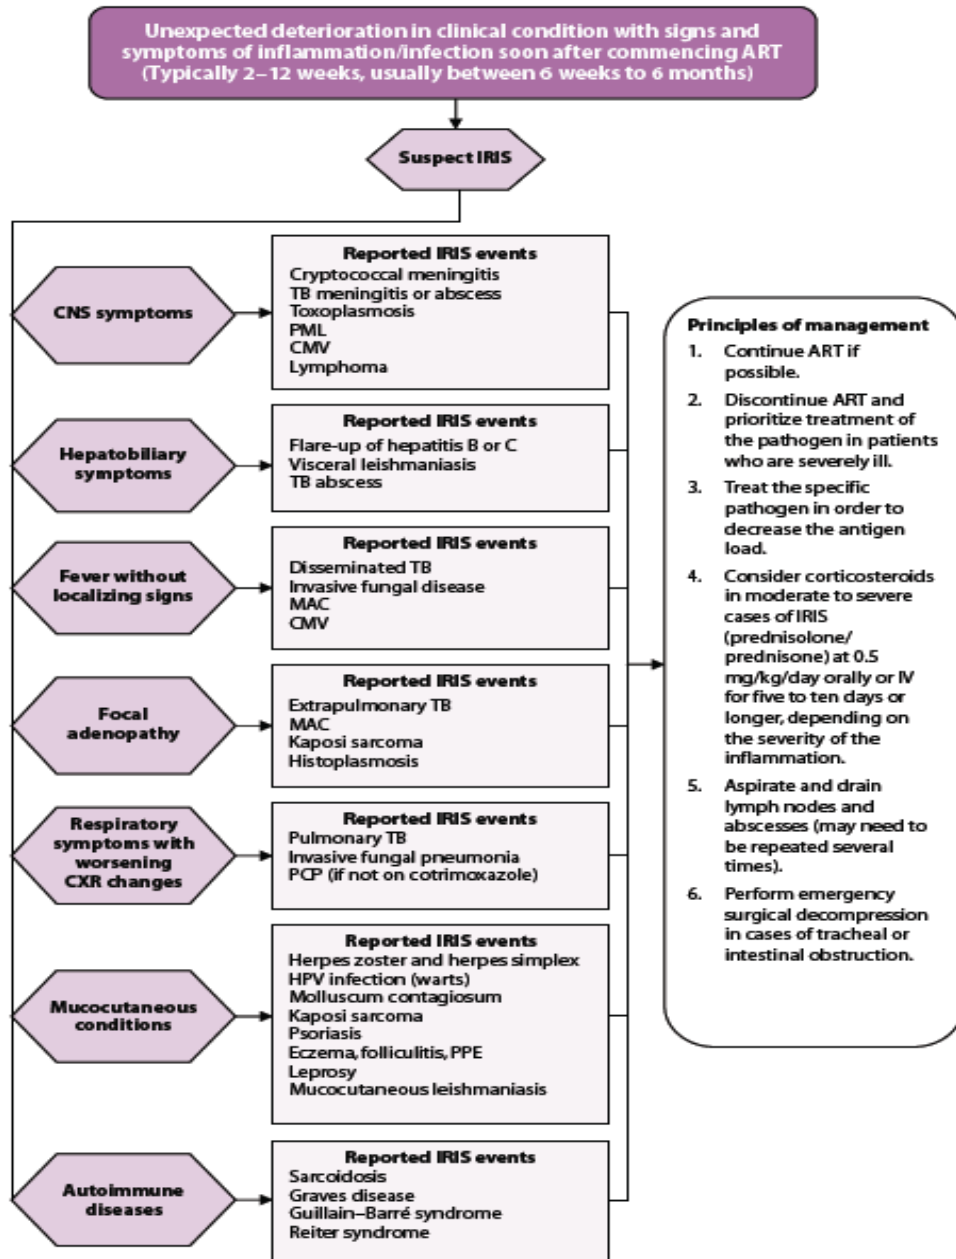 Unexpected deterioration in clinical condition with signs and
symptoms of inflammation/infection soon after commencing ART
(Typically 2–12 weeks, usually between 6 weeks to 6 months)
Suspect IRIS
CNS symptoms
Reported IRIS events
Cryptococcal meningitis
TB meningitis or abscess
Toxoplasmosis
PML
CMV
Lymphoma
Hepatobiliary
symptoms
Reported IRIS events
Flare-up of hepatitis B or C
Visceral leishmaniasis
TB abscess
Fever without
localizing signs
Reported IRIS events
Disseminated TB
Invasive fungal disease
MAC
CMV
Focal
adenopathy
Reported IRIS events
Extrapulmonary TB
MAC
Kaposi sarcoma
Histoplasmosis
Respiratory
symptoms with
worsening
CXR changes
Reported IRIS events
Pulmonary TB
Invasive fungal pneumonia
PCP (if not on cotrimoxazole)
Mucocutaneous
conditions
Reported IRIS events
Herpes zoster and herpes simplex
HPV infection (warts)
Molluscum contagiosum
Kaposi sarcoma
Psoriasis
Eczema, folliculitis, PPE
Leprosy
Mucocutaneous leishmaniasis
Autoimmune
diseases
Reported IRIS events
Sarcoidosis
Graves disease
Guillain–Barré syndrome
Reiter syndrome
Principles of management
1. Continue ART if
possible.
2. Discontinue ART and
prioritize treatment of
the pathogen in patients
who are severely ill.
3. Treat the specific
pathogen in order to
decrease the antigen
load.
4. Consider corticosteroids
in moderate to severe
cases of IRIS
(prednisolone/
prednisone) at 0.5
mg/kg/day orally or IV
for five to ten days or
longer, depending on
the severity of the
inflammation.
5. Aspirate and drain
lymph nodes and
abscesses (may need to
be repeated several
times).
6. Perform emergency
surgical decompression
in cases of tracheal or
intestinal obstruction.